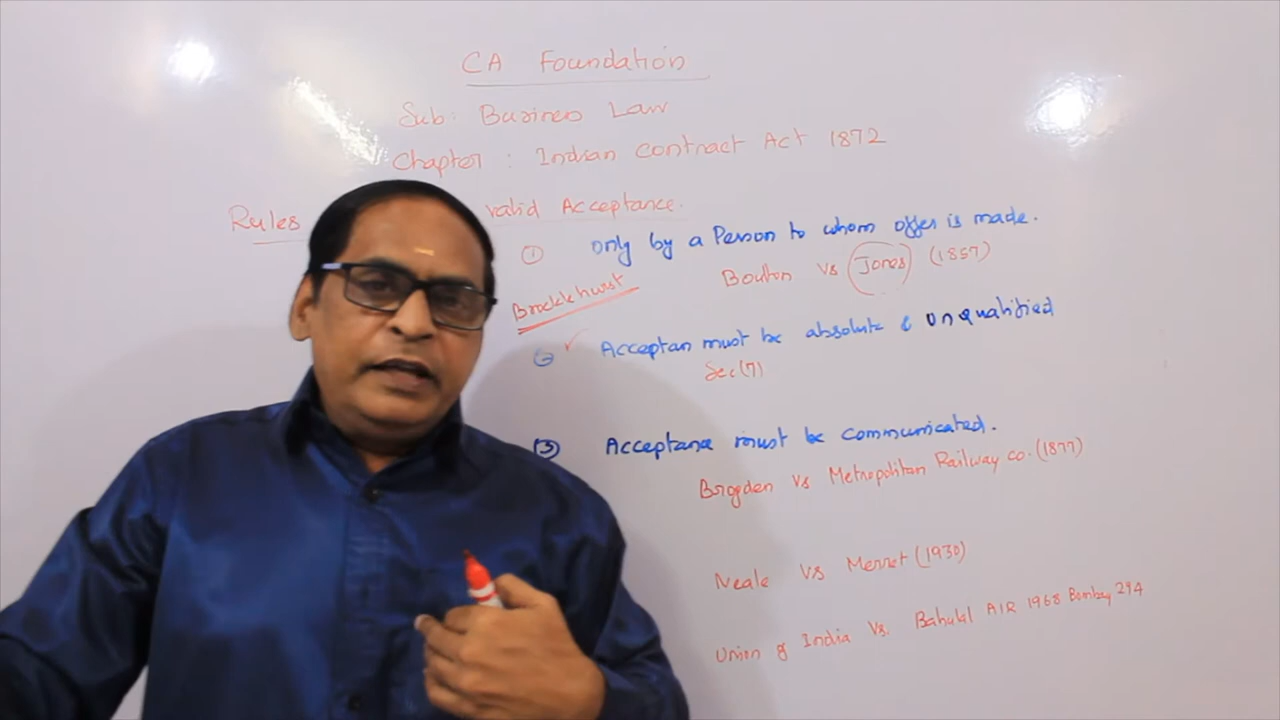 CA Foundation
Sub: Business Law
Chapter: Indian Contract Act 1872
Rules valid Acceptance.
① only by a Person to whom offer is made.
Boulton vs Jones (1857)
Brocklehurst
② Acceptan must be absolute & unqualified
Sec(7)
③ Acceptance must be communicated.
Brogden vs Metropolitan Railway co. (1877)
Neale vs Merret (1930)
Union of India Vs. Bahulal AIR 1968 Bombay 294